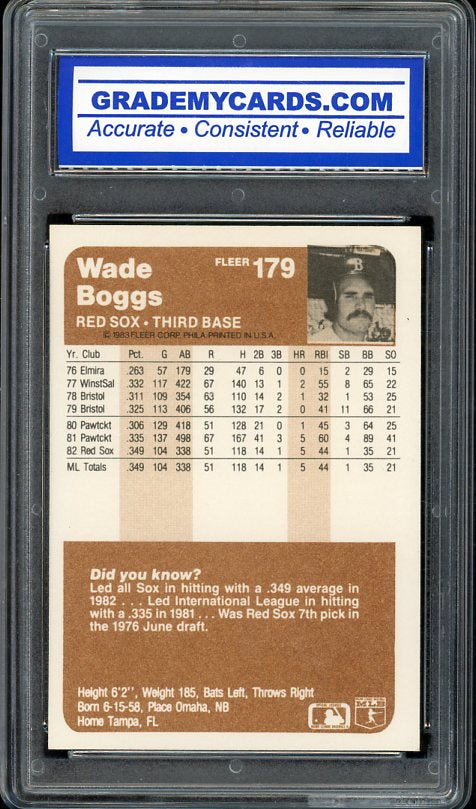 GRADEMYCARDS.COM
Accurate • Consistent • Reliable
Wade
Boggs
FLEER 179
RED SOX • THIRD BASE
© 1983 FLEER CORP. PHILA. PRINTED IN U.S.A.
Yr. Club Pct. G AB R H 2B 3B HR RBI SB BB SO
76 Elmira .263 57 179 29 47 6 0 0 15 2 29 15
77 WinstSal .332 117 422 67 140 13 1 2 55 8 65 22
78 Bristol .311 109 354 63 110 14 2 1 32 1 53 25
79 Bristol .325 113 406 56 132 17 2 0 41 11 66 21
80 Pawtckt .306 129 418 51 128 21 0 1 45 3 64 25
81 Pawtckt .335 137 498 67 167 41 3 5 60 4 89 41
82 Red Sox .349 104 338 51 118 14 1 5 44 1 35 21
ML Totals .349 104 338 51 118 14 1 5 44 1 35 21
Did you know?
Led all Sox in hitting with a .349 average in
1982 . . . Led International League in hitting
with a .335 in 1981 . . . Was Red Sox 7th pick in
the 1976 June draft.
Height 6'2'', Weight 185, Bats Left, Throws Right
Born 6-15-58, Place Omaha, NB
Home Tampa, FL